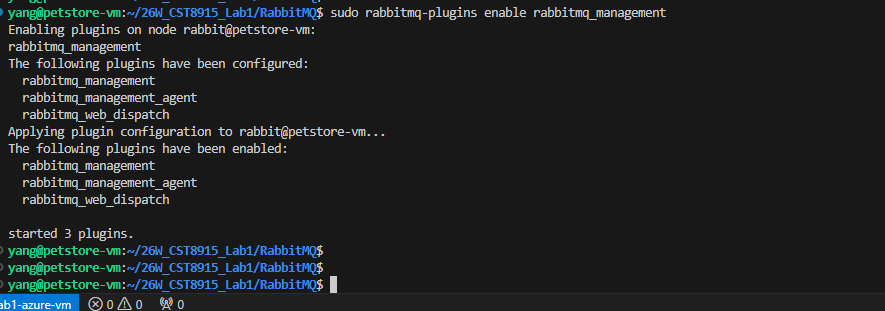 yang@petstore-vm:~/26W_CST8915_Lab1/RabbitMQ$ sudo rabbitmq-plugins enable rabbitmq_management
Enabling plugins on node rabbit@petstore-vm:
rabbitmq_management
The following plugins have been configured:
  rabbitmq_management
  rabbitmq_management_agent
  rabbitmq_web_dispatch
Applying plugin configuration to rabbit@petstore-vm...
The following plugins have been enabled:
  rabbitmq_management
  rabbitmq_management_agent
  rabbitmq_web_dispatch

started 3 plugins.
yang@petstore-vm:~/26W_CST8915_Lab1/RabbitMQ$
yang@petstore-vm:~/26W_CST8915_Lab1/RabbitMQ$
yang@petstore-vm:~/26W_CST8915_Lab1/RabbitMQ$
ab1-azure-vm 0 0 0